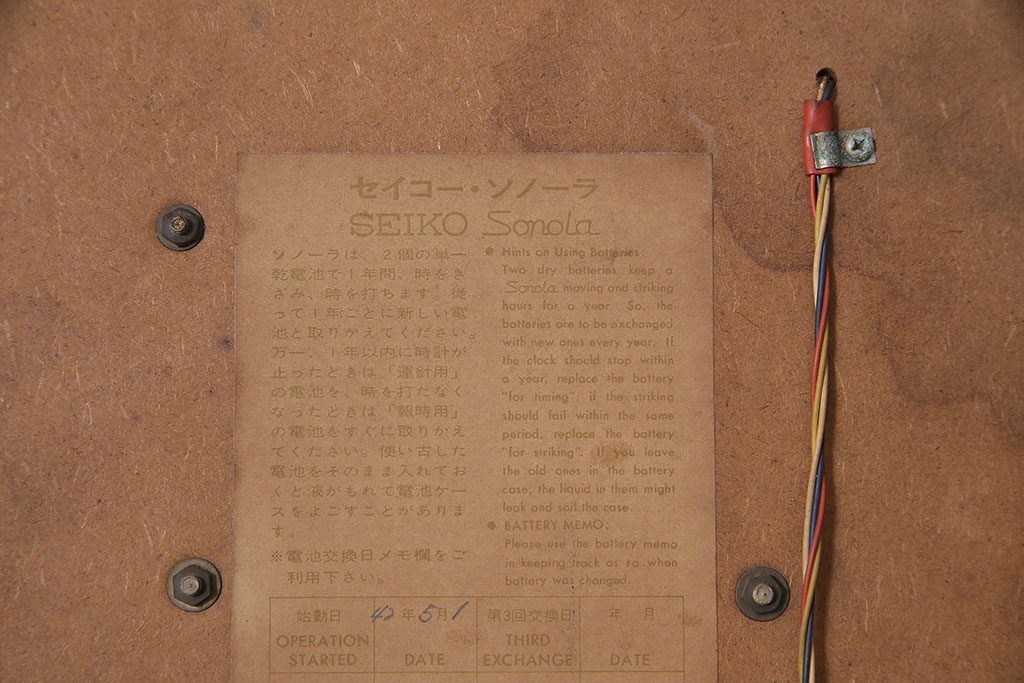 セイコー・ソノーラ
SEIKO Sonola
ソノーラは、2個の単一
乾電池で1年間、時をき
ざみ、時を打ちます。従
って1年ごとに新しい電
池と取りかえてください。
万一、1年以内に時計が
止ったときは「運針用」
の電池を、時を打たなく
なったときは「報時用」
の電池をすぐに取りかえ
てください。使い古した
電池をそのまま入れてお
くと液がもれて電池ケー
スをよごすことがありま
す。
※電池交換日メモ欄をご
利用下さい。
● Hints on Using Batteries
Two dry batteries keep a
Sonola moving and striking
hours for a year. So, the
batteries are to be exchanged
with new ones every year. If
the clock should stop within
a year, replace the battery
"for timing"; if the striking
should fail within the same
period, replace the battery
"for striking". If you leave
the old ones in the battery
case, the liquid in them might
leak and soil the case.
● BATTERY MEMO:
Please use the battery memo
in keeping track as to when
battery was changed.
始動日 42年5月1 第3回交換日 年 月
OPERATION STARTED DATE THIRD EXCHANGE DATE